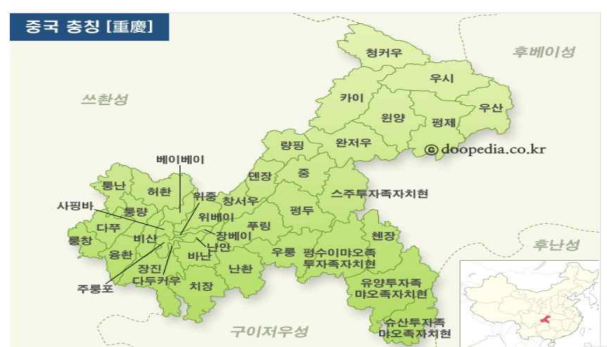 중국 충칭 [重慶]
청커우
후베이성
우시
카이
쓰촨성
윈양
우산
펑제
완저우
량핑
ⓒ doopedia.co.kr
베이베이
중
뎬장
퉁난
허촨
위중
창서우
스주투자족자치현
사핑바
퉁량
위베이
펑두
다쭈
장베이
푸링
룽창
비산
난안
첸장
후난성
융촨
바난
우룽
펑수이먀오족
투자족자치현
장진
난촨
다두커우
주룽포
치장
유양투자족
먀오족자치현
구이저우성
슈산투자족
먀오족자치현